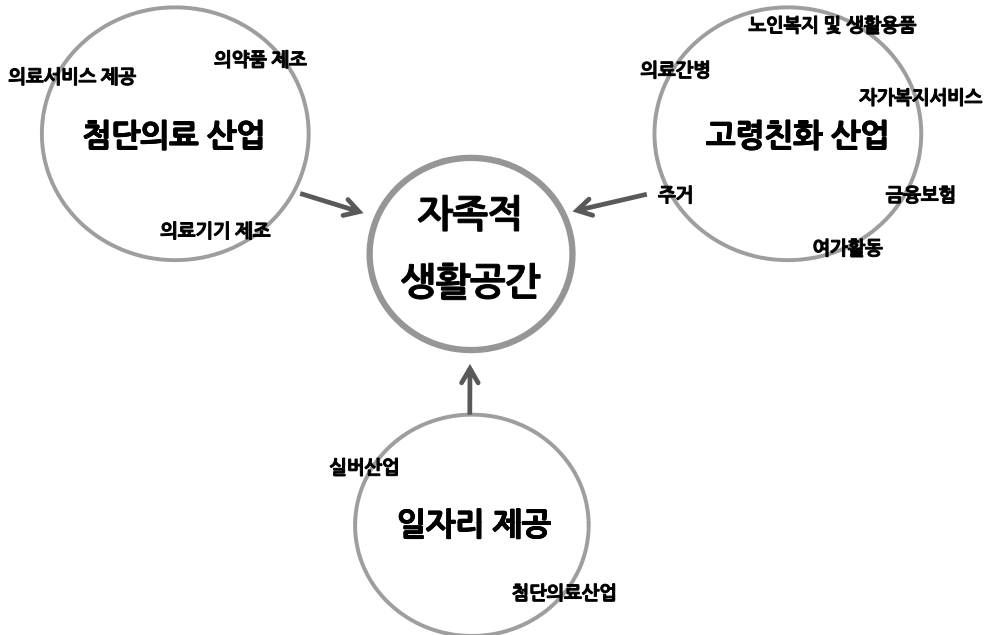 의료서비스 제공
의약품 제조
첨단의료 산업
의료기기 제조
노인복지 및 생활용품
의료간병
자가복지서비스
고령친화 산업
주거
금융보험
여가활동
자족적
생활공간
실버산업
일자리 제공
첨단의료산업